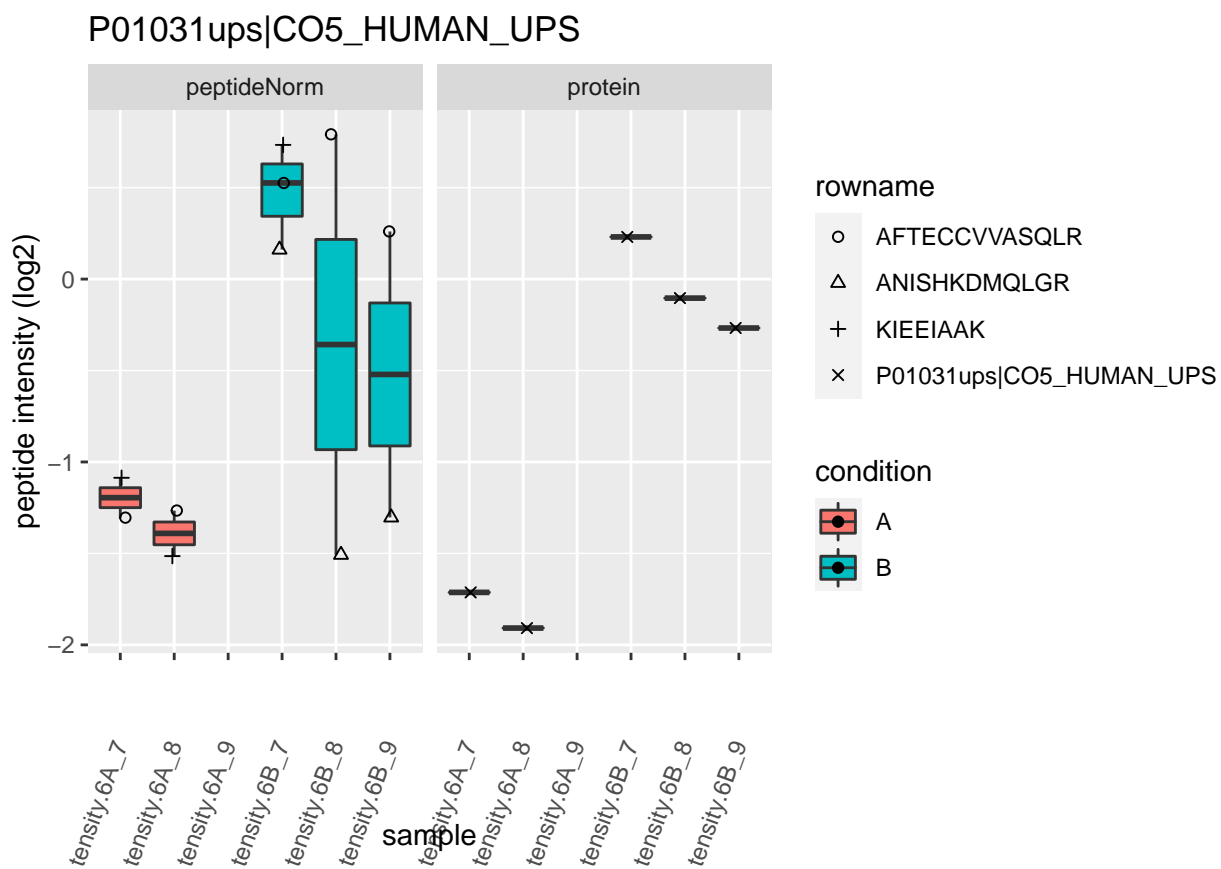 P01031ups|CO5_HUMAN_UPS
peptideNorm
protein
peptide intensity (log2)
0
−1
−2
tensity.6A_7
tensity.6A_8
tensity.6A_9
tensity.6B_7
tensity.6B_8
tensity.6B_9
tensity.6A_7
tensity.6A_8
tensity.6A_9
tensity.6B_7
tensity.6B_8
tensity.6B_9
sample
rowname
AFTECCVVASQLR
ANISHKDMQLGR
KIEEIAAK
P01031ups|CO5_HUMAN_UPS
condition
A
B